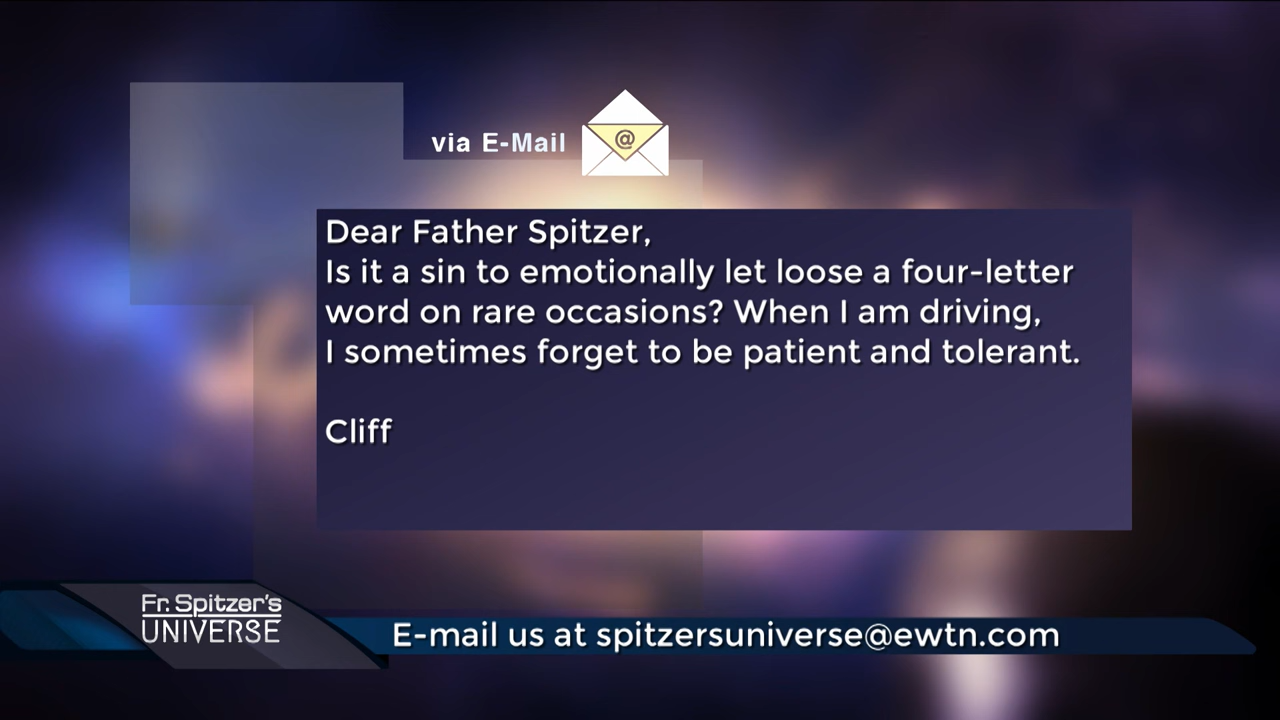 via E-Mail
@
Dear Father Spitzer,
Is it a sin to emotionally let loose a four-letter
word on rare occasions? When I am driving,
I sometimes forget to be patient and tolerant.
Cliff
Fr. Spitzer's
UNIVERSE
E-mail us at spitzersuniverse@ewtn.com